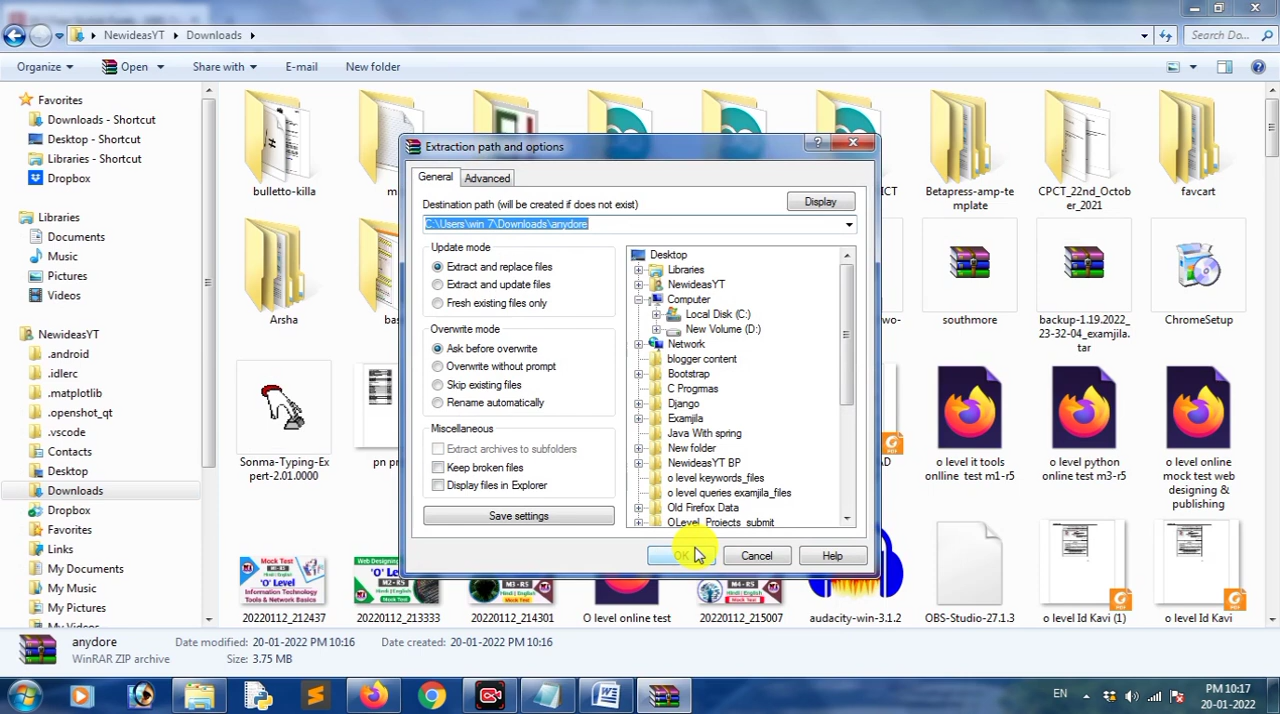 NewideasYT
Downloads
Search Do...
Organize
Open
Share with
E-mail
New folder
Favorites
Downloads - Shortcut
Desktop - Shortcut
Libraries - Shortcut
Dropbox
Libraries
Documents
Music
Pictures
Videos
NewideasYT
.android
.idlerc
.matplotlib
.openshot_qt
.vscode
Contacts
Desktop
Downloads
Dropbox
Favorites
Links
My Documents
My Music
My Pictures
My Videos
bulletto-killa
Betapress-amp-te
mplate
CPCT_22nd_Octob
er_2021
favcart
Arsha
southmore
backup-1.19.2022_
23-32-04_examjila.
tar
ChromeSetup
Sonma-Typing-Ex
pert-2.01.0000
o level it tools
onlline test m1-r5
o level python
online test m3-r5
o level online
mock test web
designing &
publishing
20220112_212437
20220112_213333
20220112_214301
O level online test
20220112_215007
audacity-win-3.1.2
OBS-Studio-27.1.3
o level Id Kavi (1)
o level Id Kavi
Extraction path and options
General
Advanced
Destination path (will be created if does not exist)
Display
C:\Users\win 7\Downloads\anydore
Update mode
Extract and replace files
Extract and update files
Fresh existing files only
Overwrite mode
Ask before overwrite
Overwrite without prompt
Skip existing files
Rename automatically
Miscellaneous
Extract archives to subfolders
Keep broken files
Display files in Explorer
Save settings
Desktop
Libraries
NewideasYT
Computer
Local Disk (C:)
New Volume (D:)
Network
blogger content
Bootstrap
C Progmas
Django
Examjila
Java With spring
New folder
NewideasYT BP
o level keywords_files
o level queries examjila_files
Old Firefox Data
OLevel_Projects_submit
OK
Cancel
Help
anydore
WinRAR ZIP archive
Date modified: 20-01-2022 PM 10:16
Size: 3.75 MB
Date created: 20-01-2022 PM 10:16
EN
PM 10:17
20-01-2022